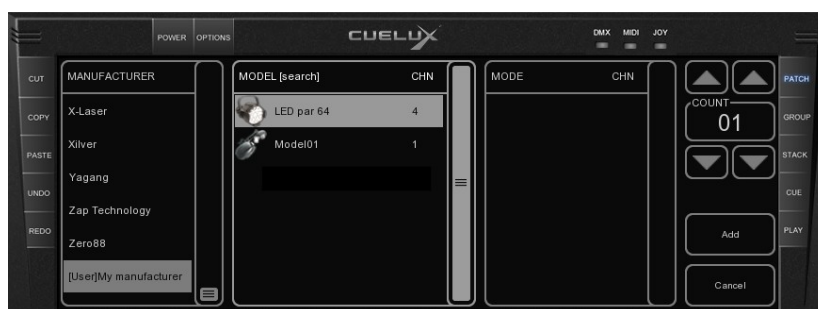 POWER OPTIONS CUELUX DMX MIDI JOY
CUT
COPY
PASTE
UNDO
REDO
MANUFACTURER
X-Laser
Xilver
Yagang
Zap Technology
Zero88
[User]My manufacturer
MODEL [search] CHN
LED par 64 4
Model01 1
MODE CHN
COUNT
01
Add
Cancel
PATCH
GROUP
STACK
CUE
PLAY